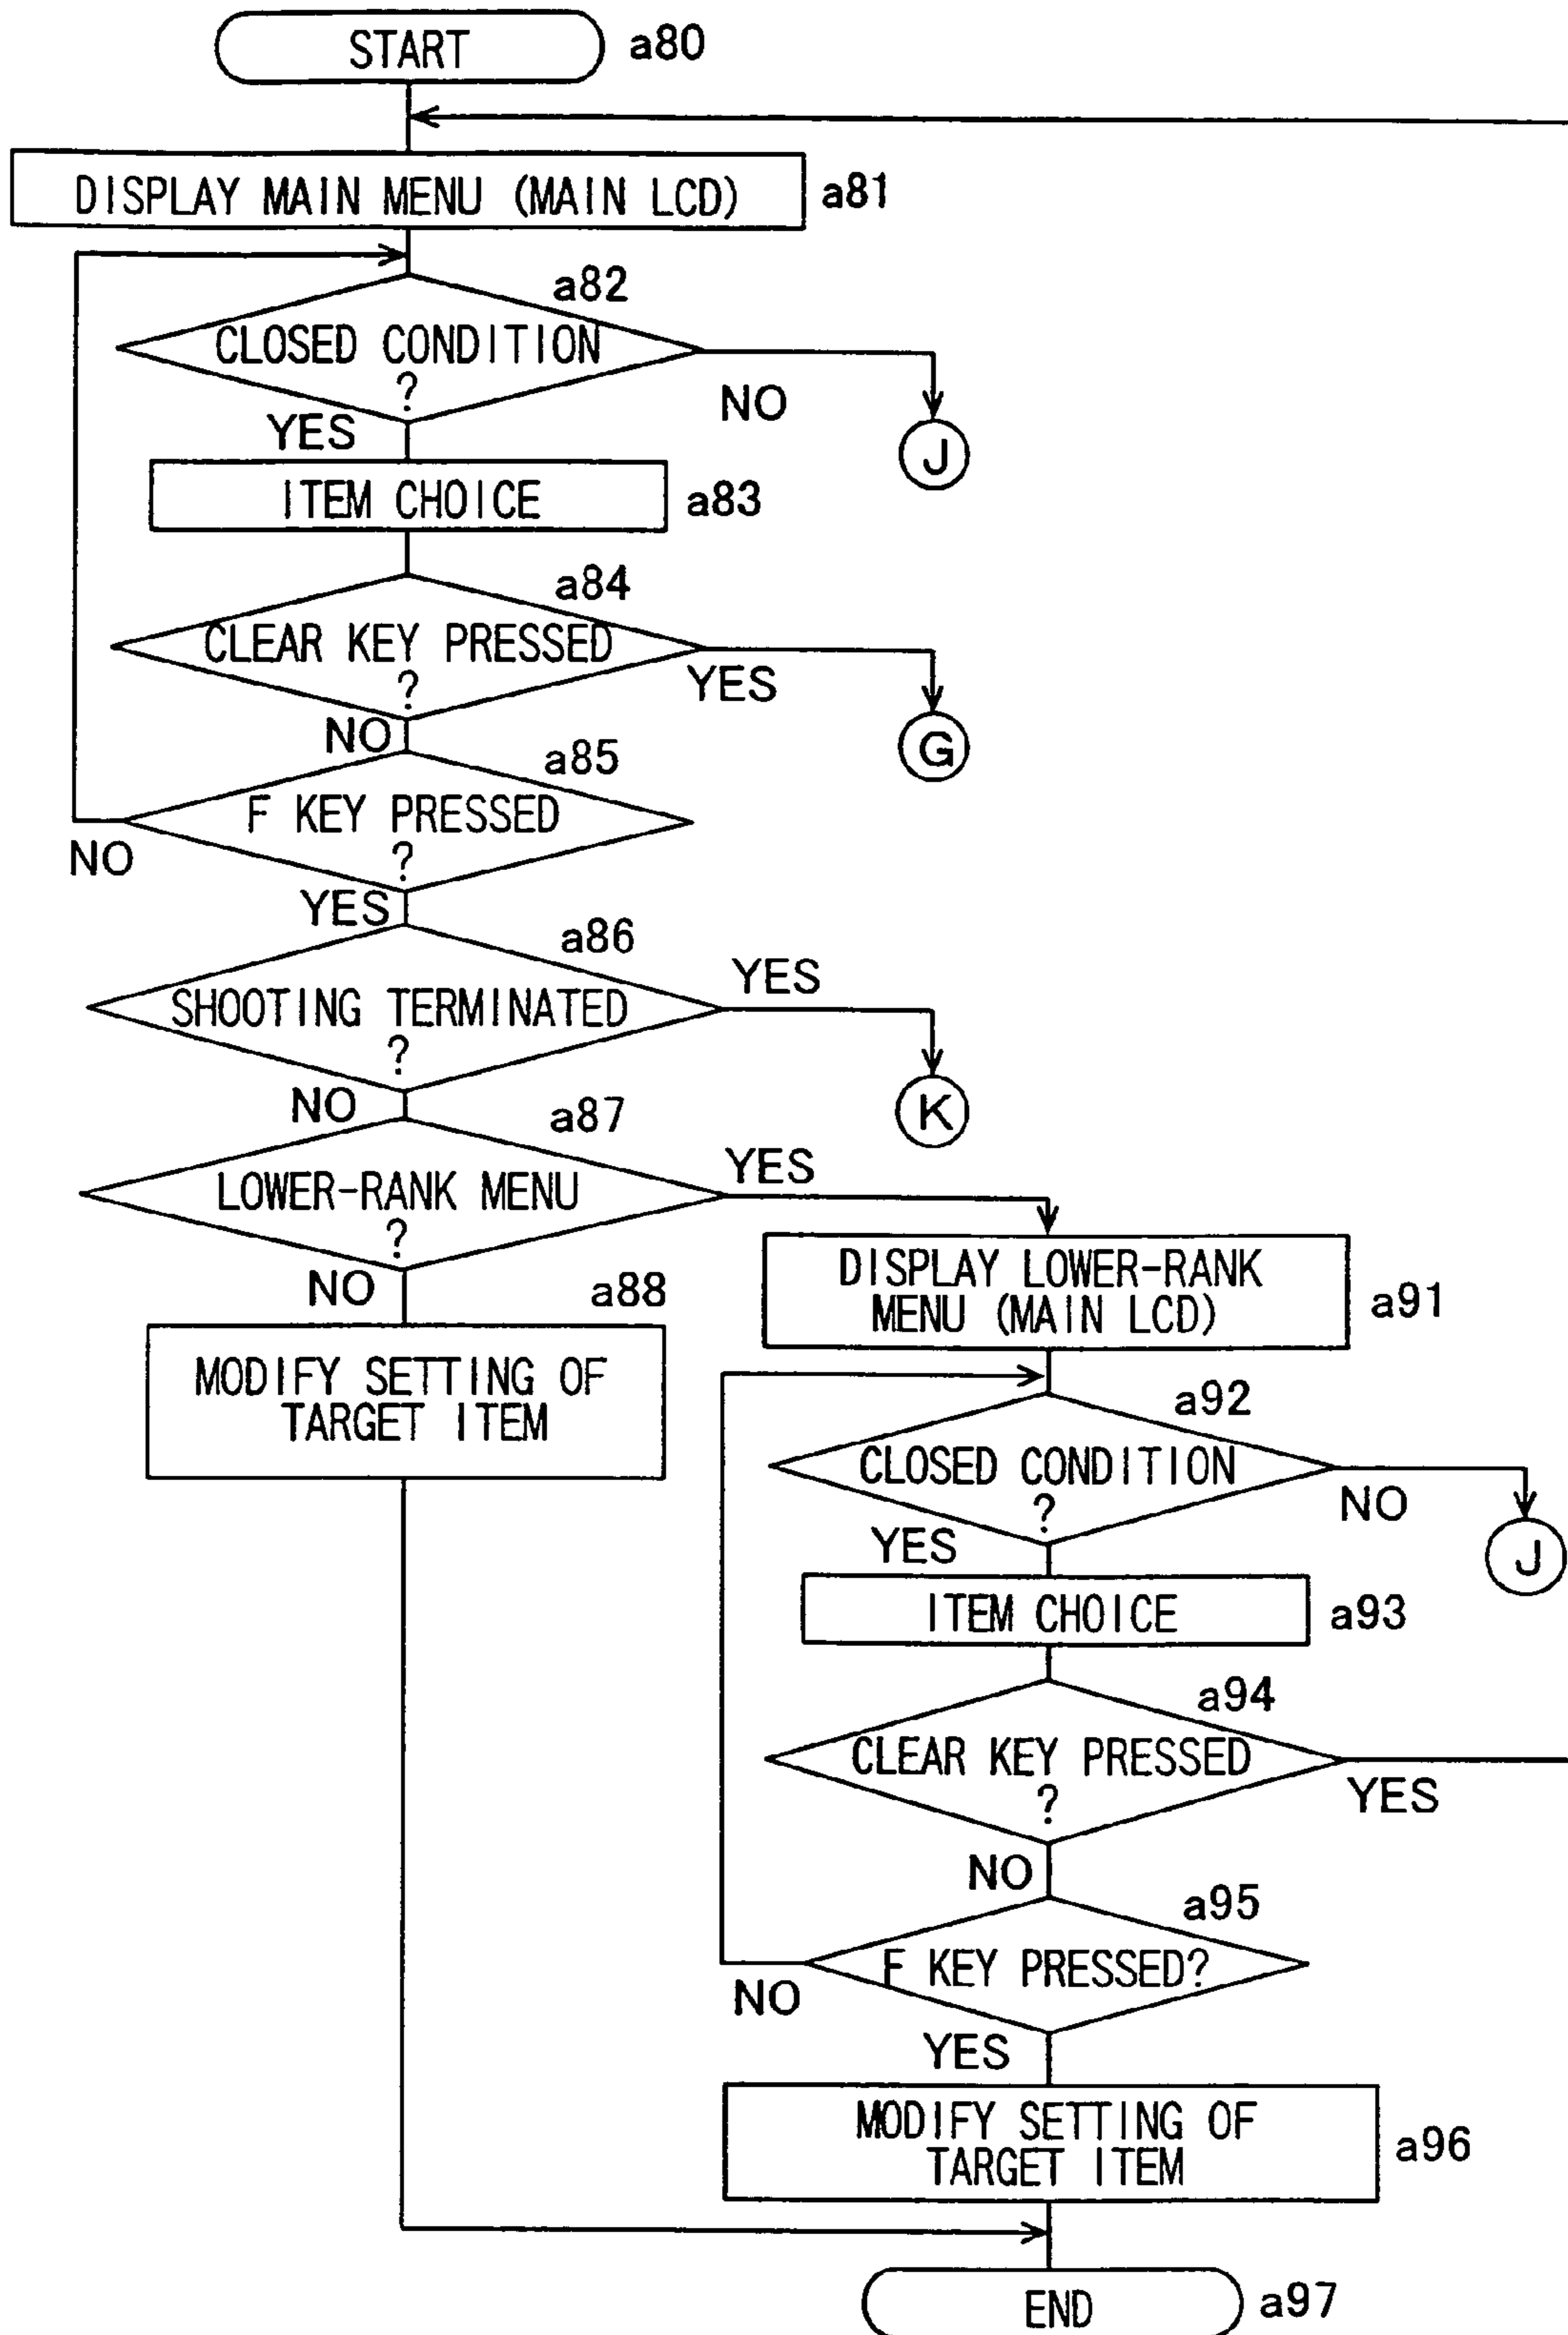 START
a80
DISPLAY MAIN MENU (MAIN LCD)
a81
a82
CLOSED CONDITION
?
NO
YES
J
ITEM CHOICE
a83
a84
CLEAR KEY PRESSED
?
YES
NO
G
a85
F KEY PRESSED
?
NO
YES
a86
YES
SHOOTING TERMINATED
?
NO
K
a87
YES
LOWER-RANK MENU
?
NO
a88
MODIFY SETTING OF
TARGET ITEM
DISPLAY LOWER-RANK
MENU (MAIN LCD)
a91
a92
CLOSED CONDITION
?
NO
YES
J
ITEM CHOICE
a93
a94
CLEAR KEY PRESSED
?
YES
NO
a95
F KEY PRESSED?
NO
YES
MODIFY SETTING OF
TARGET ITEM
a96
END
a97